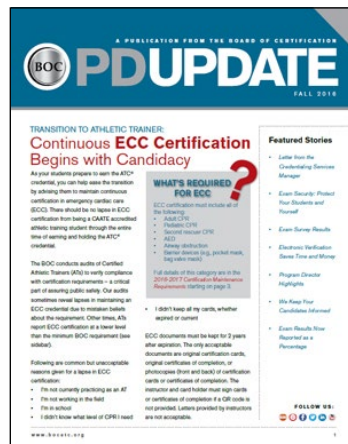 A PUBLICATION FROM THE BOARD OF CERTIFICATION
BOC PDUPDATE
FALL 2016
TRANSITION TO ATHLETIC TRAINER:
Continuous ECC Certification
Begins with Candidacy
As your students prepare to earn the ATC®
credential, you can help ease the transition
by advising them to maintain continuous
certification in emergency cardiac care
(ECC). There should be no lapse in ECC
certification from being a CAATE accredited
athletic training student through the entire
time of earning and holding the ATC®
credential.
The BOC conducts audits of Certified
Athletic Trainers (ATs) to verify compliance
with certification requirements – a critical
part of assuring public safety. Our audits
sometimes reveal lapses in maintaining an
ECC credential due to mistaken beliefs
about the requirement. Other times, ATs
report ECC certification at a lower level
than the minimum BOC requirement (see
sidebar).
Following are common but unacceptable
reasons given for a lapse in ECC
certification:
• I'm not currently practicing as an AT
• I'm not working in the field
• I'm in school
• I didn't know what level of CPR I need
WHAT'S REQUIRED
FOR ECC
?
ECC certification must include all of
the following:
• Adult CPR
• Pediatric CPR
• Second rescuer CPR
• AED
• Airway obstruction
• Barrier devices (e.g., pocket mask,
bag valve mask)
Full details of this category are in the
2016-2017 Certification Maintenance
Requirements starting on page 3.
• I didn't keep all my cards, whether
expired or current
ECC documents must be kept for 2 years
after expiration. The only acceptable
documents are original certification cards,
original certificates of completion, or
photocopies (front and back) of certification
cards or certificates of completion. The
instructor and card holder must sign cards
or certificates of completion if a QR code is
not provided. Letters provided by instructors
are not acceptable.
Featured Stories
• Letter from the
Credentialing Services
Manager
• Exam Security: Protect
Your Students and
Yourself
• Exam Survey Results
• Electronic Verification
Saves Time and Money
• Program Director
Highlights
• We Keep Your
Candidates Informed
• Exam Results Now
Reported as a
Percentage
FOLLOW US:
www.bocatc.org
1